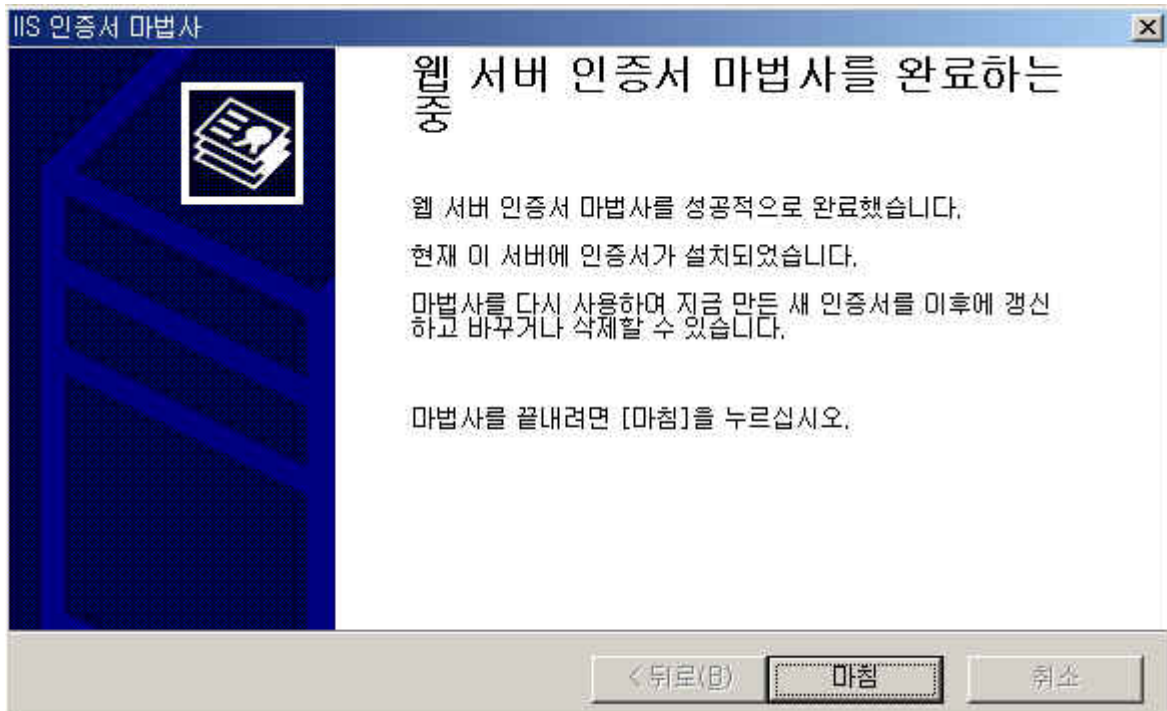 IIS 인증서 마법사
웹 서버 인증서 마법사를 완료하는
중
웹 서버 인증서 마법사를 성공적으로 완료했습니다.
현재 이 서버에 인증서가 설치되었습니다.
마법사를 다시 사용하여 지금 만든 새 인증서를 이후에 갱신
하고 바꾸거나 삭제할 수 있습니다.
마법사를 끝내려면 [마침]을 누르십시오.
< 뒤로(B) 마침 취소